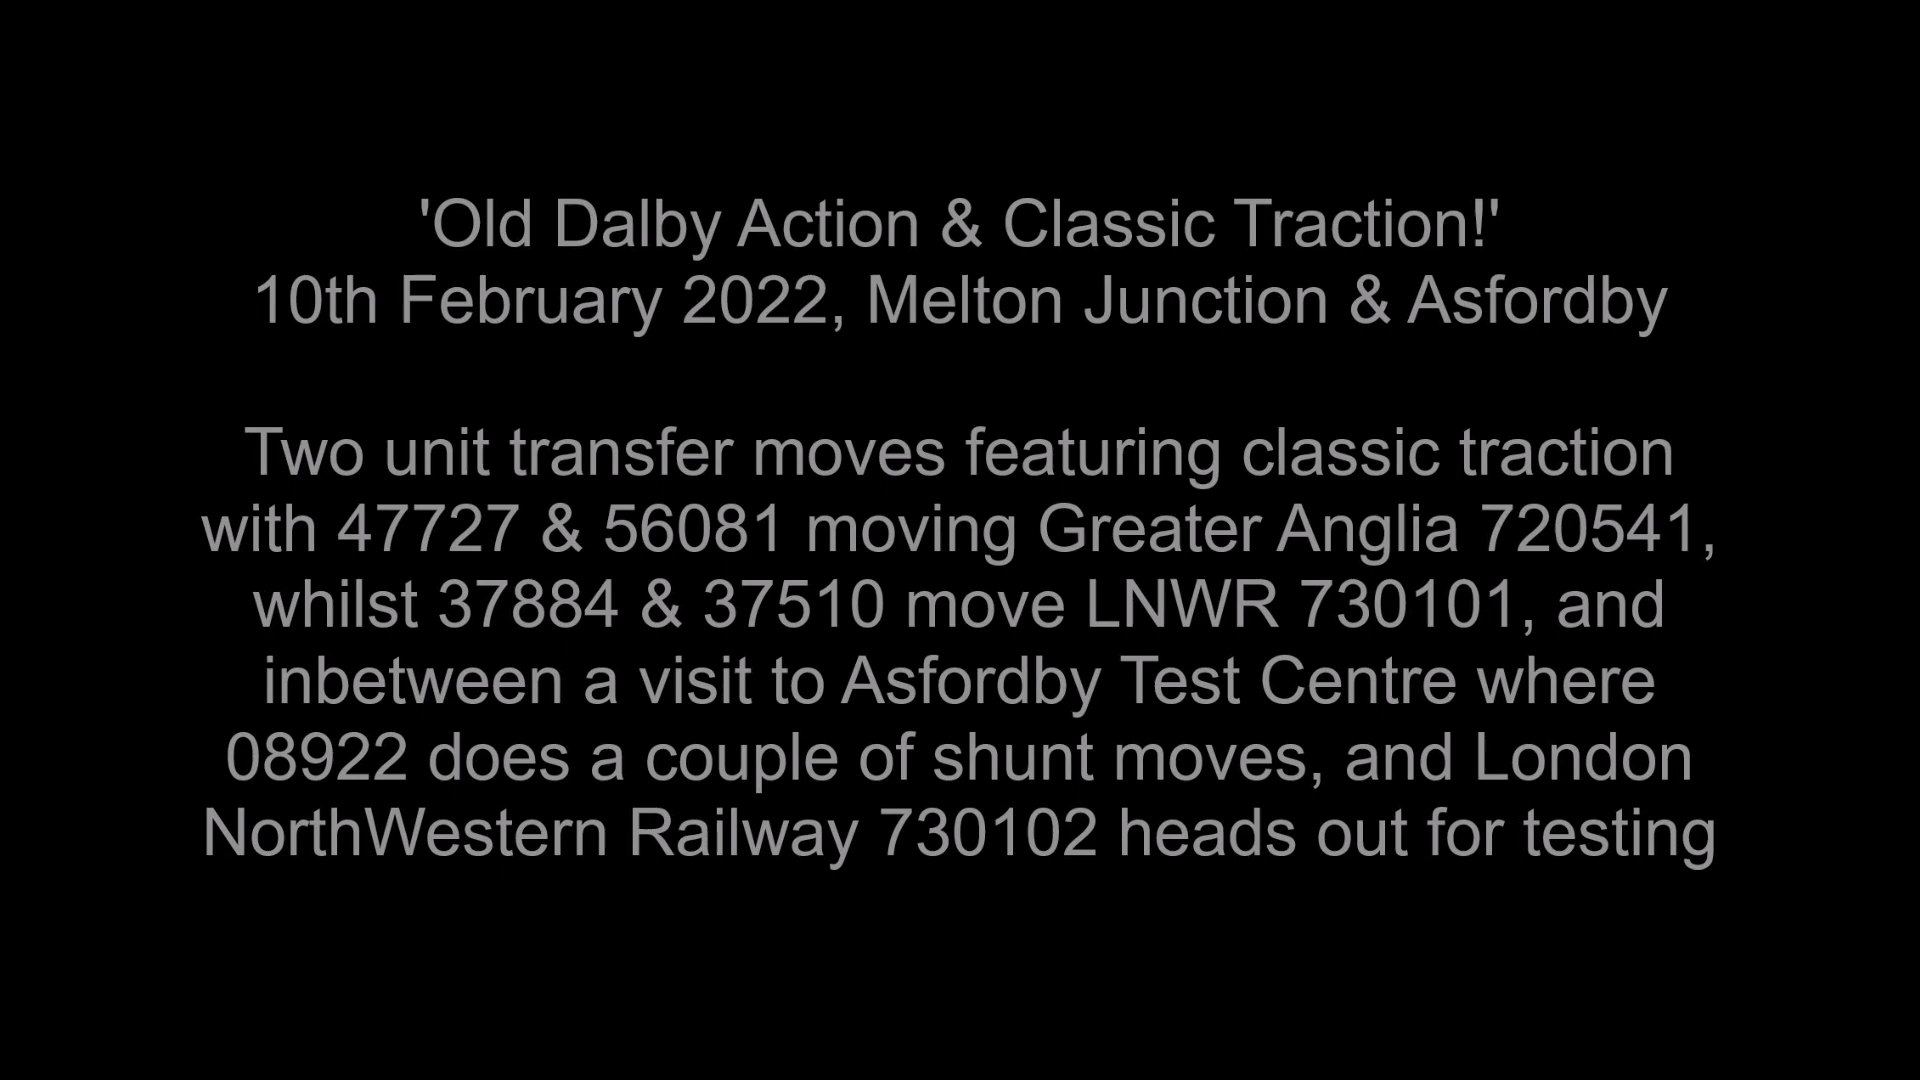 'Old Dalby Action & Classic Traction!'
10th February 2022, Melton Junction & Asfordby
Two unit transfer moves featuring classic traction
with 47727 & 56081 moving Greater Anglia 720541,
whilst 37884 & 37510 move LNWR 730101, and
inbetween a visit to Asfordby Test Centre where
08922 does a couple of shunt moves, and London
NorthWestern Railway 730102 heads out for testing